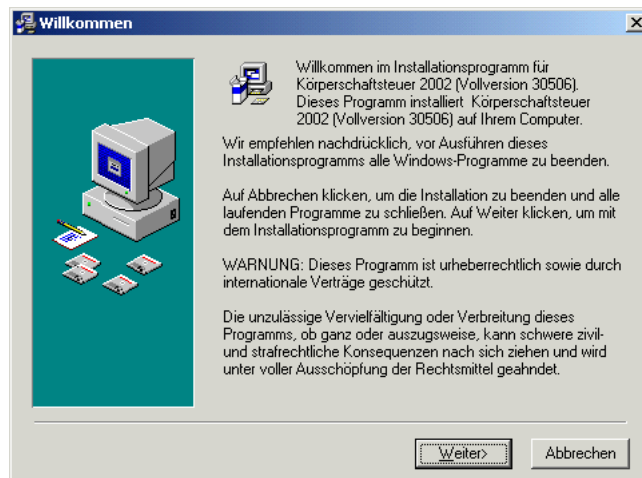 Willkommen
Willkommen im Installationsprogramm für
Körperschaftsteuer 2002 (Vollversion 30506).
Dieses Programm installiert Körperschaftsteuer
2002 (Vollversion 30506) auf Ihrem Computer.
Wir empfehlen nachdrücklich, vor Ausführen dieses
Installationsprogramms alle Windows-Programme zu beenden.
Auf Abbrechen klicken, um die Installation zu beenden und alle
laufenden Programme zu schließen. Auf Weiter klicken, um mit
dem Installationsprogramm zu beginnen.
WARNUNG: Dieses Programm ist urheberrechtlich sowie durch
internationale Verträge geschützt.
Die unzulässige Vervielfältigung oder Verbreitung dieses
Programms, ob ganz oder auszugsweise, kann schwere zivil-
und strafrechtliche Konsequenzen nach sich ziehen und wird
unter voller Ausschöpfung der Rechtsmittel geahndet.
Weiter> Abbrechen